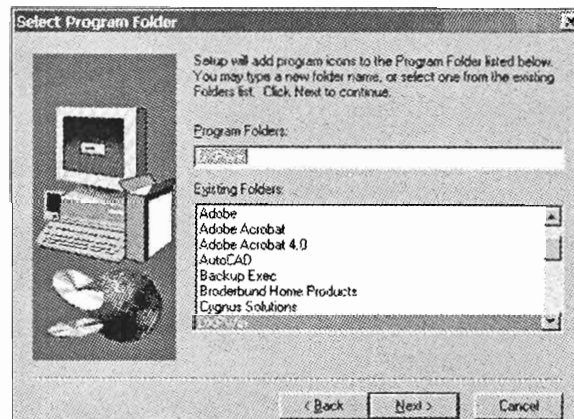 Select Program Folder
Setup will add program icons to the Program Folder listed below.
You may type a new folder name, or select one from the existing
Folders list. Click Next to continue.
Program Folders:
Existing Folders:
Adobe
Adobe Acrobat
Adobe Acrobat 4.0
AutoCAD
Backup Exec
Broderbund Home Products
Cygnus Solutions
< Back
Next >
Cancel